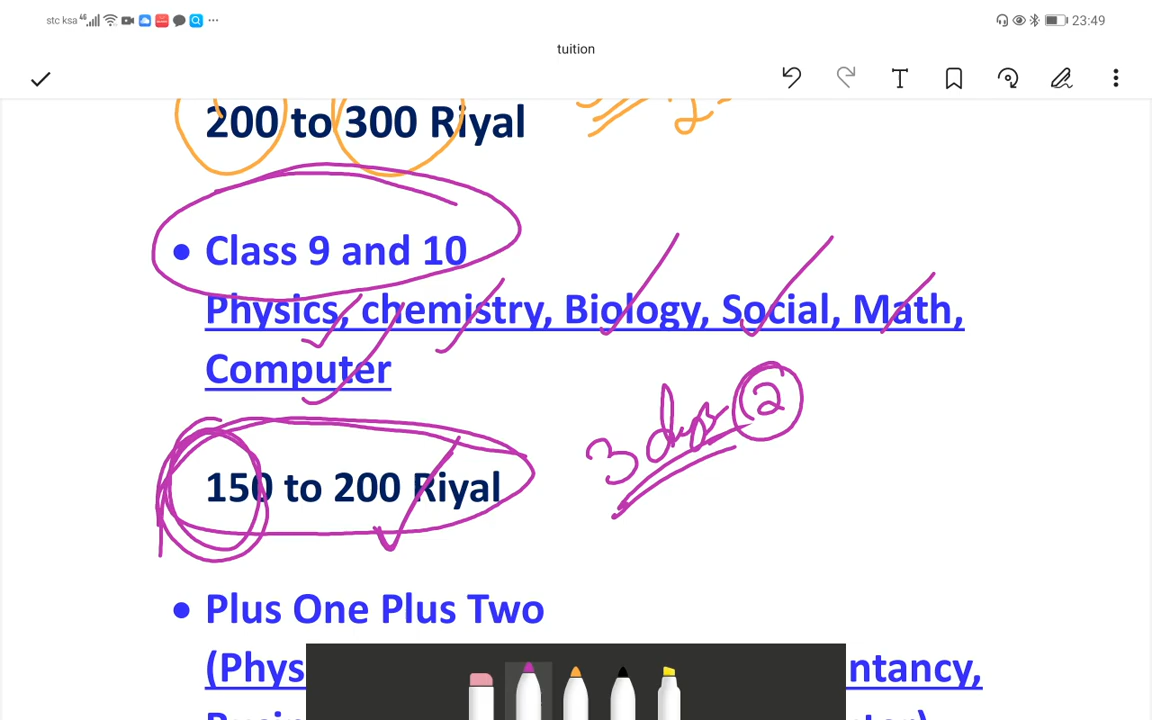 stc ksa 4G 23:49
tuition
200 to 300 Riyal
• Class 9 and 10
Physics, chemistry, Biology, Social, Math,
Computer
3 days 2
150 to 200 Riyal
• Plus One Plus Two
(Phys ntancy,